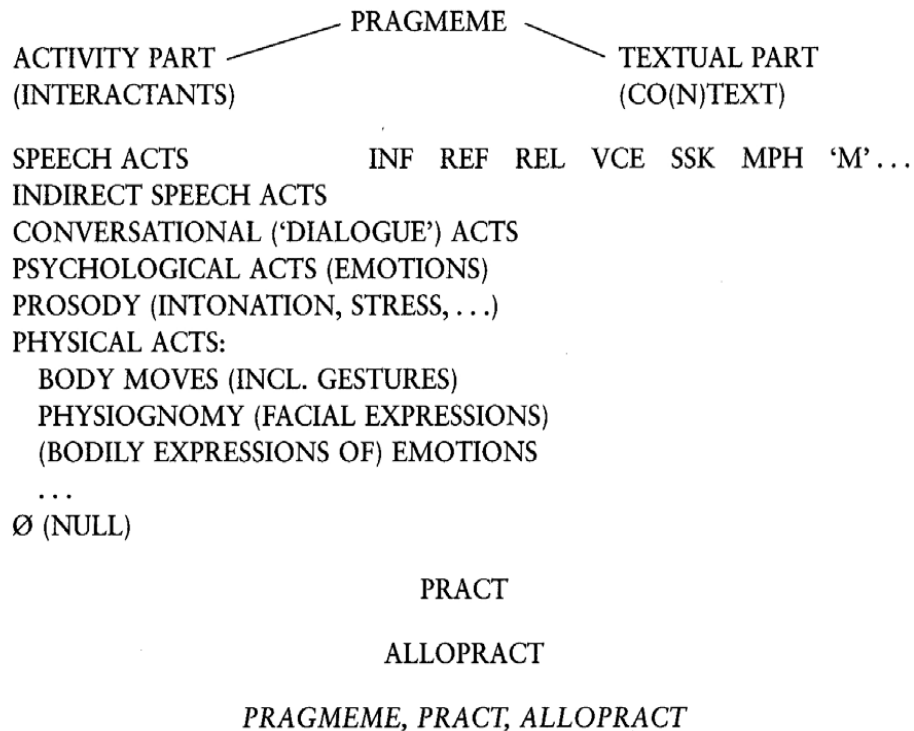 PRAGMEME
ACTIVITY PART TEXTUAL PART
(INTERACTANTS) (CO(N)TEXT)
SPEECH ACTS INF REF REL VCE SSK MPH ‘M’...
INDIRECT SPEECH ACTS
CONVERSATIONAL (‘DIALOGUE’) ACTS
PSYCHOLOGICAL ACTS (EMOTIONS)
PROSODY (INTONATION, STRESS, ...)
PHYSICAL ACTS:
BODY MOVES (INCL. GESTURES)
PHYSIOGNOMY (FACIAL EXPRESSIONS)
(BODILY EXPRESSIONS OF) EMOTIONS
...
Ø (NULL)
PRACT
ALLOPRACT
PRAGMEME, PRACT, ALLOPRACT